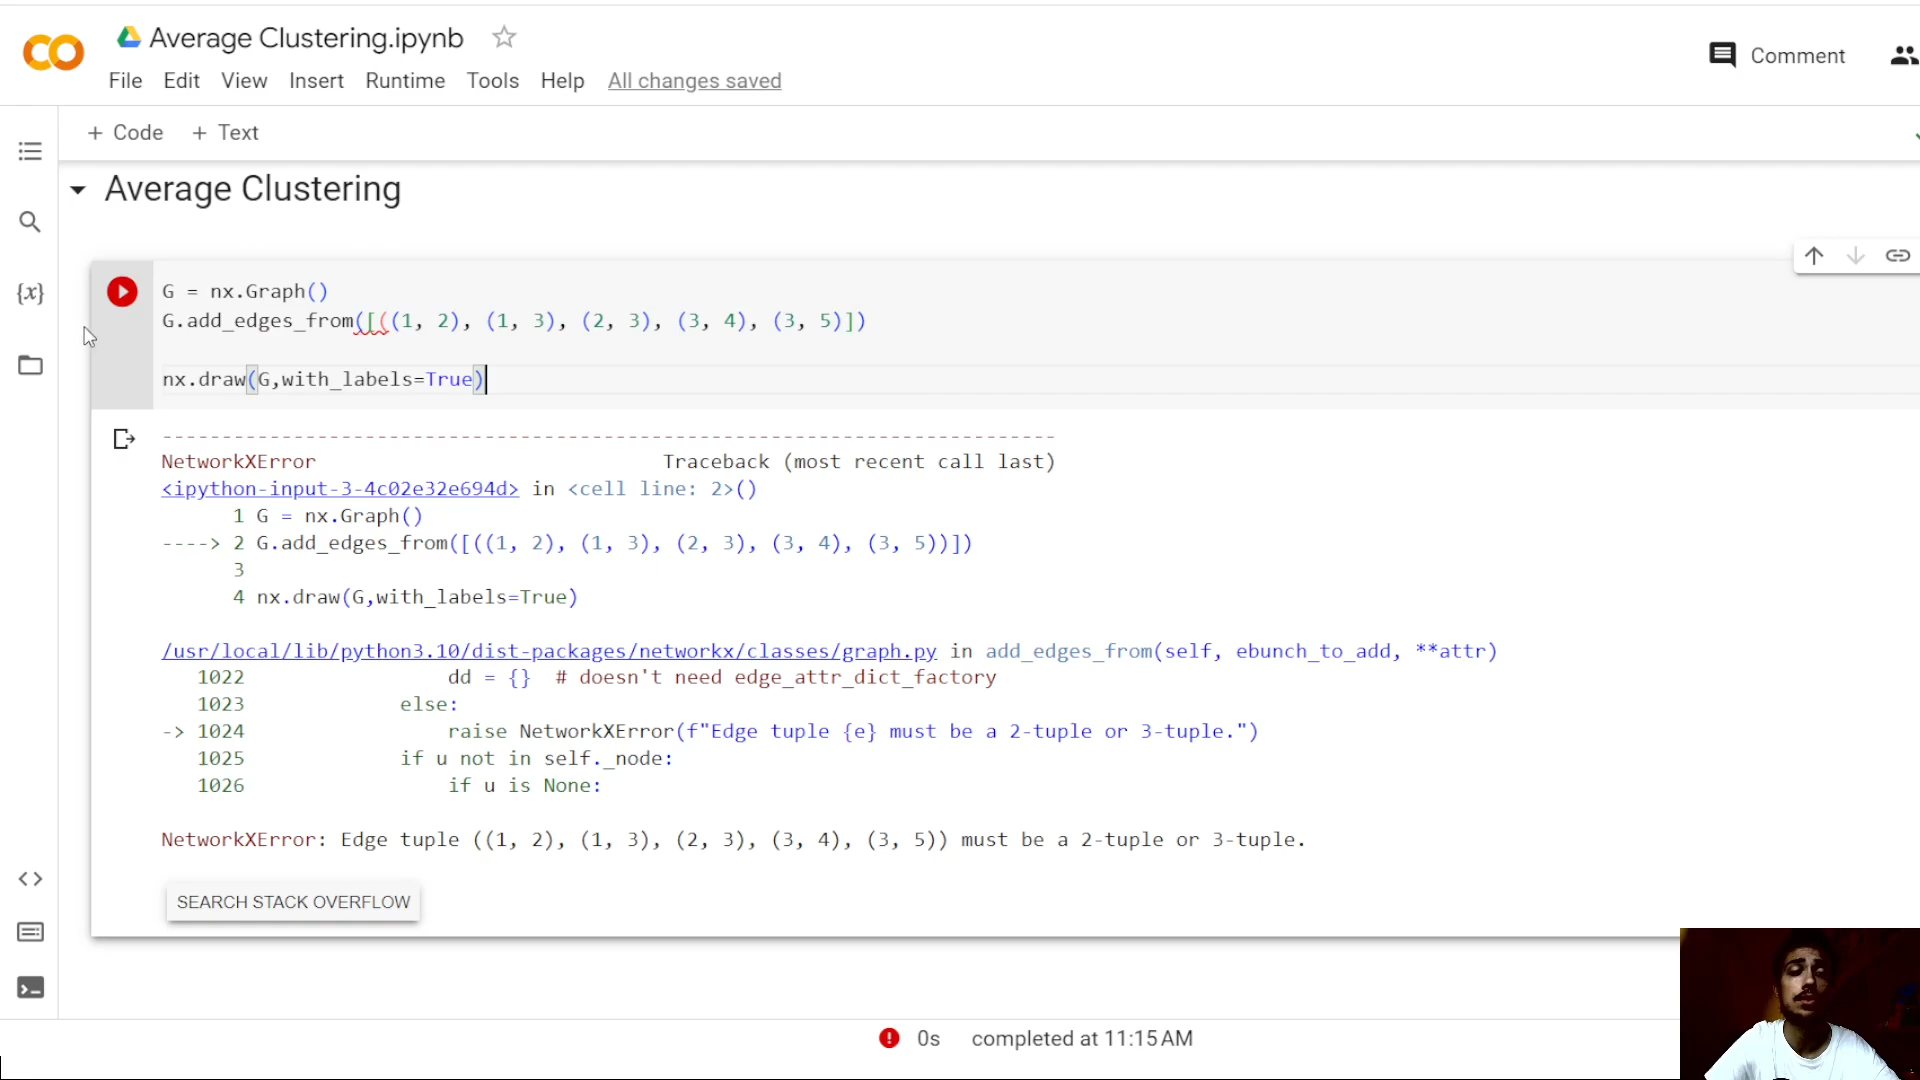 Average Clustering.ipynb
Comment
File Edit View Insert Runtime Tools Help All changes saved
+ Code + Text
Average Clustering
G = nx.Graph()
G.add_edges_from([((1, 2), (1, 3), (2, 3), (3, 4), (3, 5)])
nx.draw(G,with_labels=True)
---------------------------------------------------------------------------
NetworkXError Traceback (most recent call last)
<ipython-input-3-4c02e32e694d> in <cell line: 2>()
1 G = nx.Graph()
----> 2 G.add_edges_from([((1, 2), (1, 3), (2, 3), (3, 4), (3, 5))])
3
4 nx.draw(G,with_labels=True)
/usr/local/lib/python3.10/dist-packages/networkx/classes/graph.py in add_edges_from(self, ebunch_to_add, **attr)
1022 dd = {} # doesn't need edge_attr_dict_factory
1023 else:
-> 1024 raise NetworkXError(f"Edge tuple {e} must be a 2-tuple or 3-tuple.")
1025 if u not in self._node:
1026 if u is None:
NetworkXError: Edge tuple ((1, 2), (1, 3), (2, 3), (3, 4), (3, 5)) must be a 2-tuple or 3-tuple.
SEARCH STACK OVERFLOW
0s completed at 11:15 AM